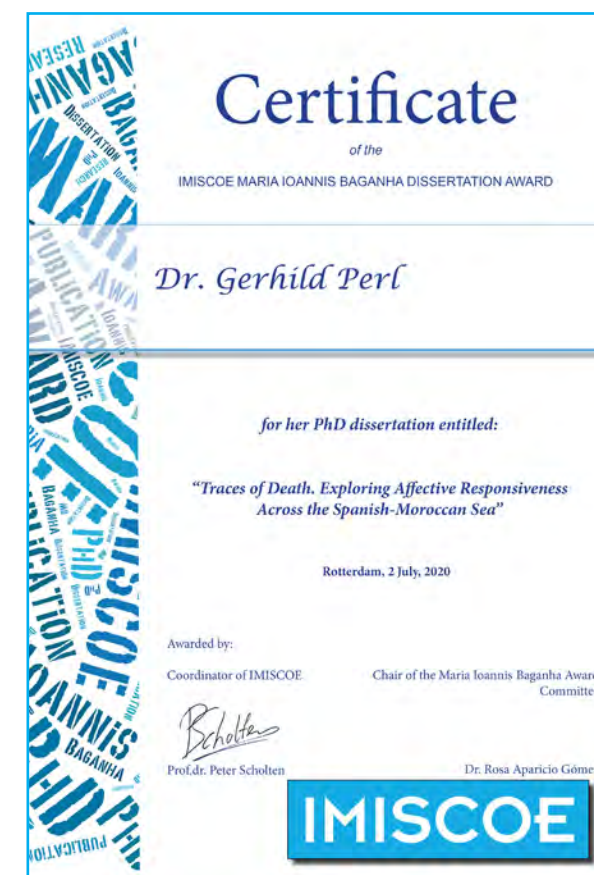 Certificate
of the
IMISCOE MARIA IOANNIS BAGANHA DISSERTATION AWARD
Dr. Gerhild Perl
for her PhD dissertation entitled:
“Traces of Death. Exploring Affective Responsiveness
Across the Spanish-Moroccan Sea”
Rotterdam, 2 July, 2020
Awarded by:
Coordinator of IMISCOE
Chair of the Maria Ioannis Baganha Awar
Committe
BScholten
Prof.dr. Peter Scholten
Dr. Rosa Aparicio Góme
IMISCOE